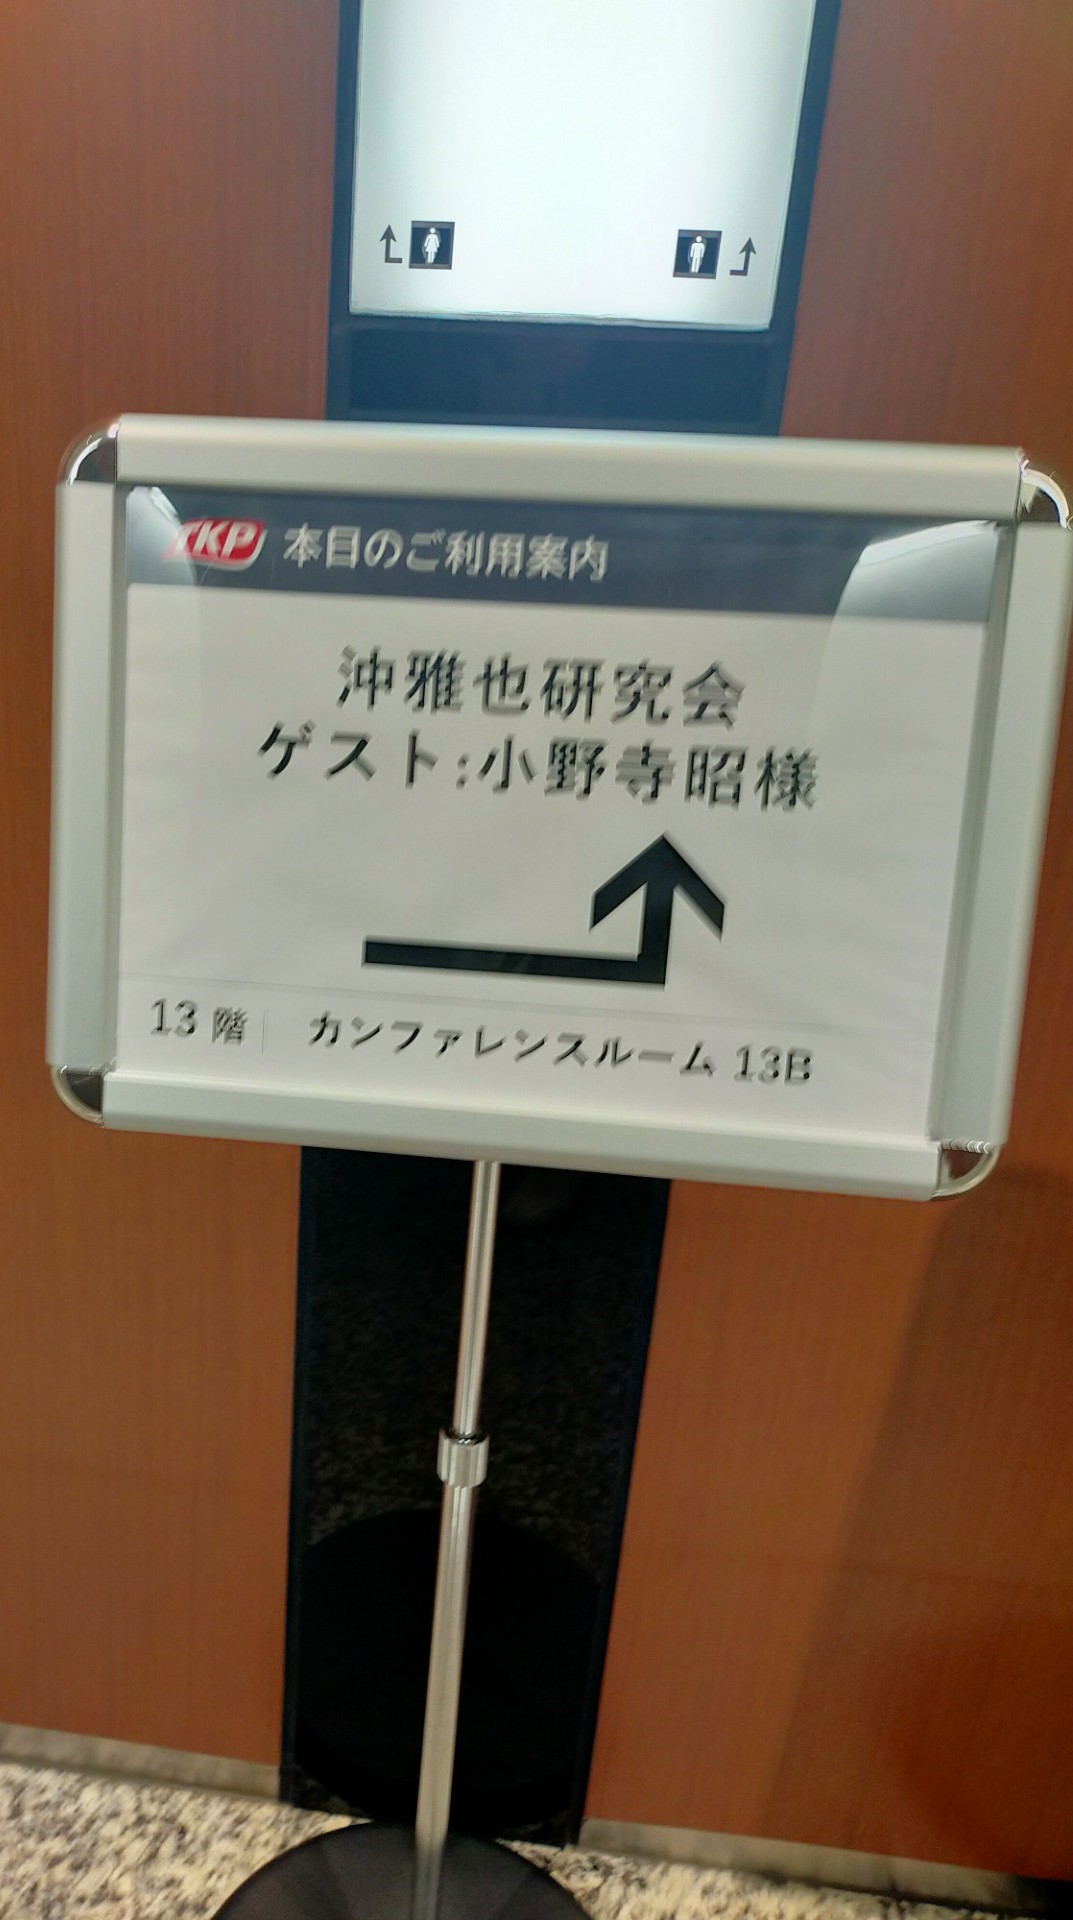 TKP 本日のご利用案内
沖雅也研究会
ゲスト:小野寺昭様
13階 カンファレンスルーム 13B